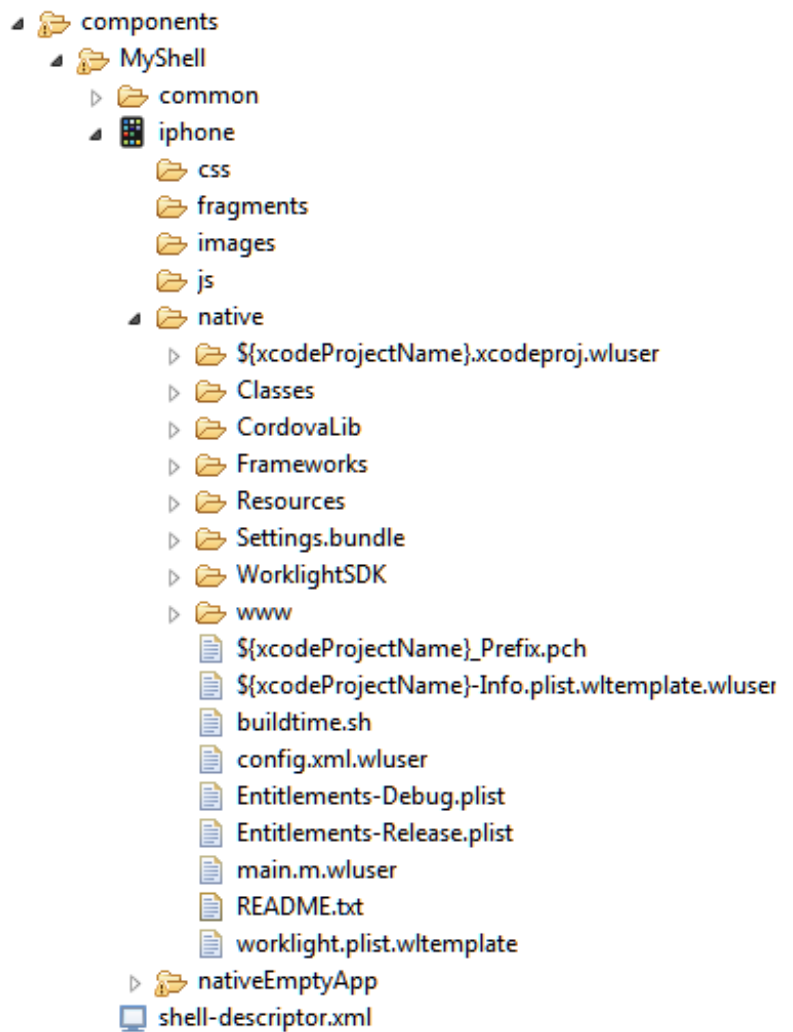 components
MyShell
common
iphone
css
fragments
images
js
native
${xcodeProjectName}.xcodeproj.wluser
Classes
CordovaLib
Frameworks
Resources
Settings.bundle
WorklightSDK
www
${xcodeProjectName}_Prefix.pch
${xcodeProjectName}-Info.plist.wltemplate.wluser
buildtime.sh
config.xml.wluser
Entitlements-Debug.plist
Entitlements-Release.plist
main.m.wluser
README.txt
worklight.plist.wltemplate
nativeEmptyApp
shell-descriptor.xml